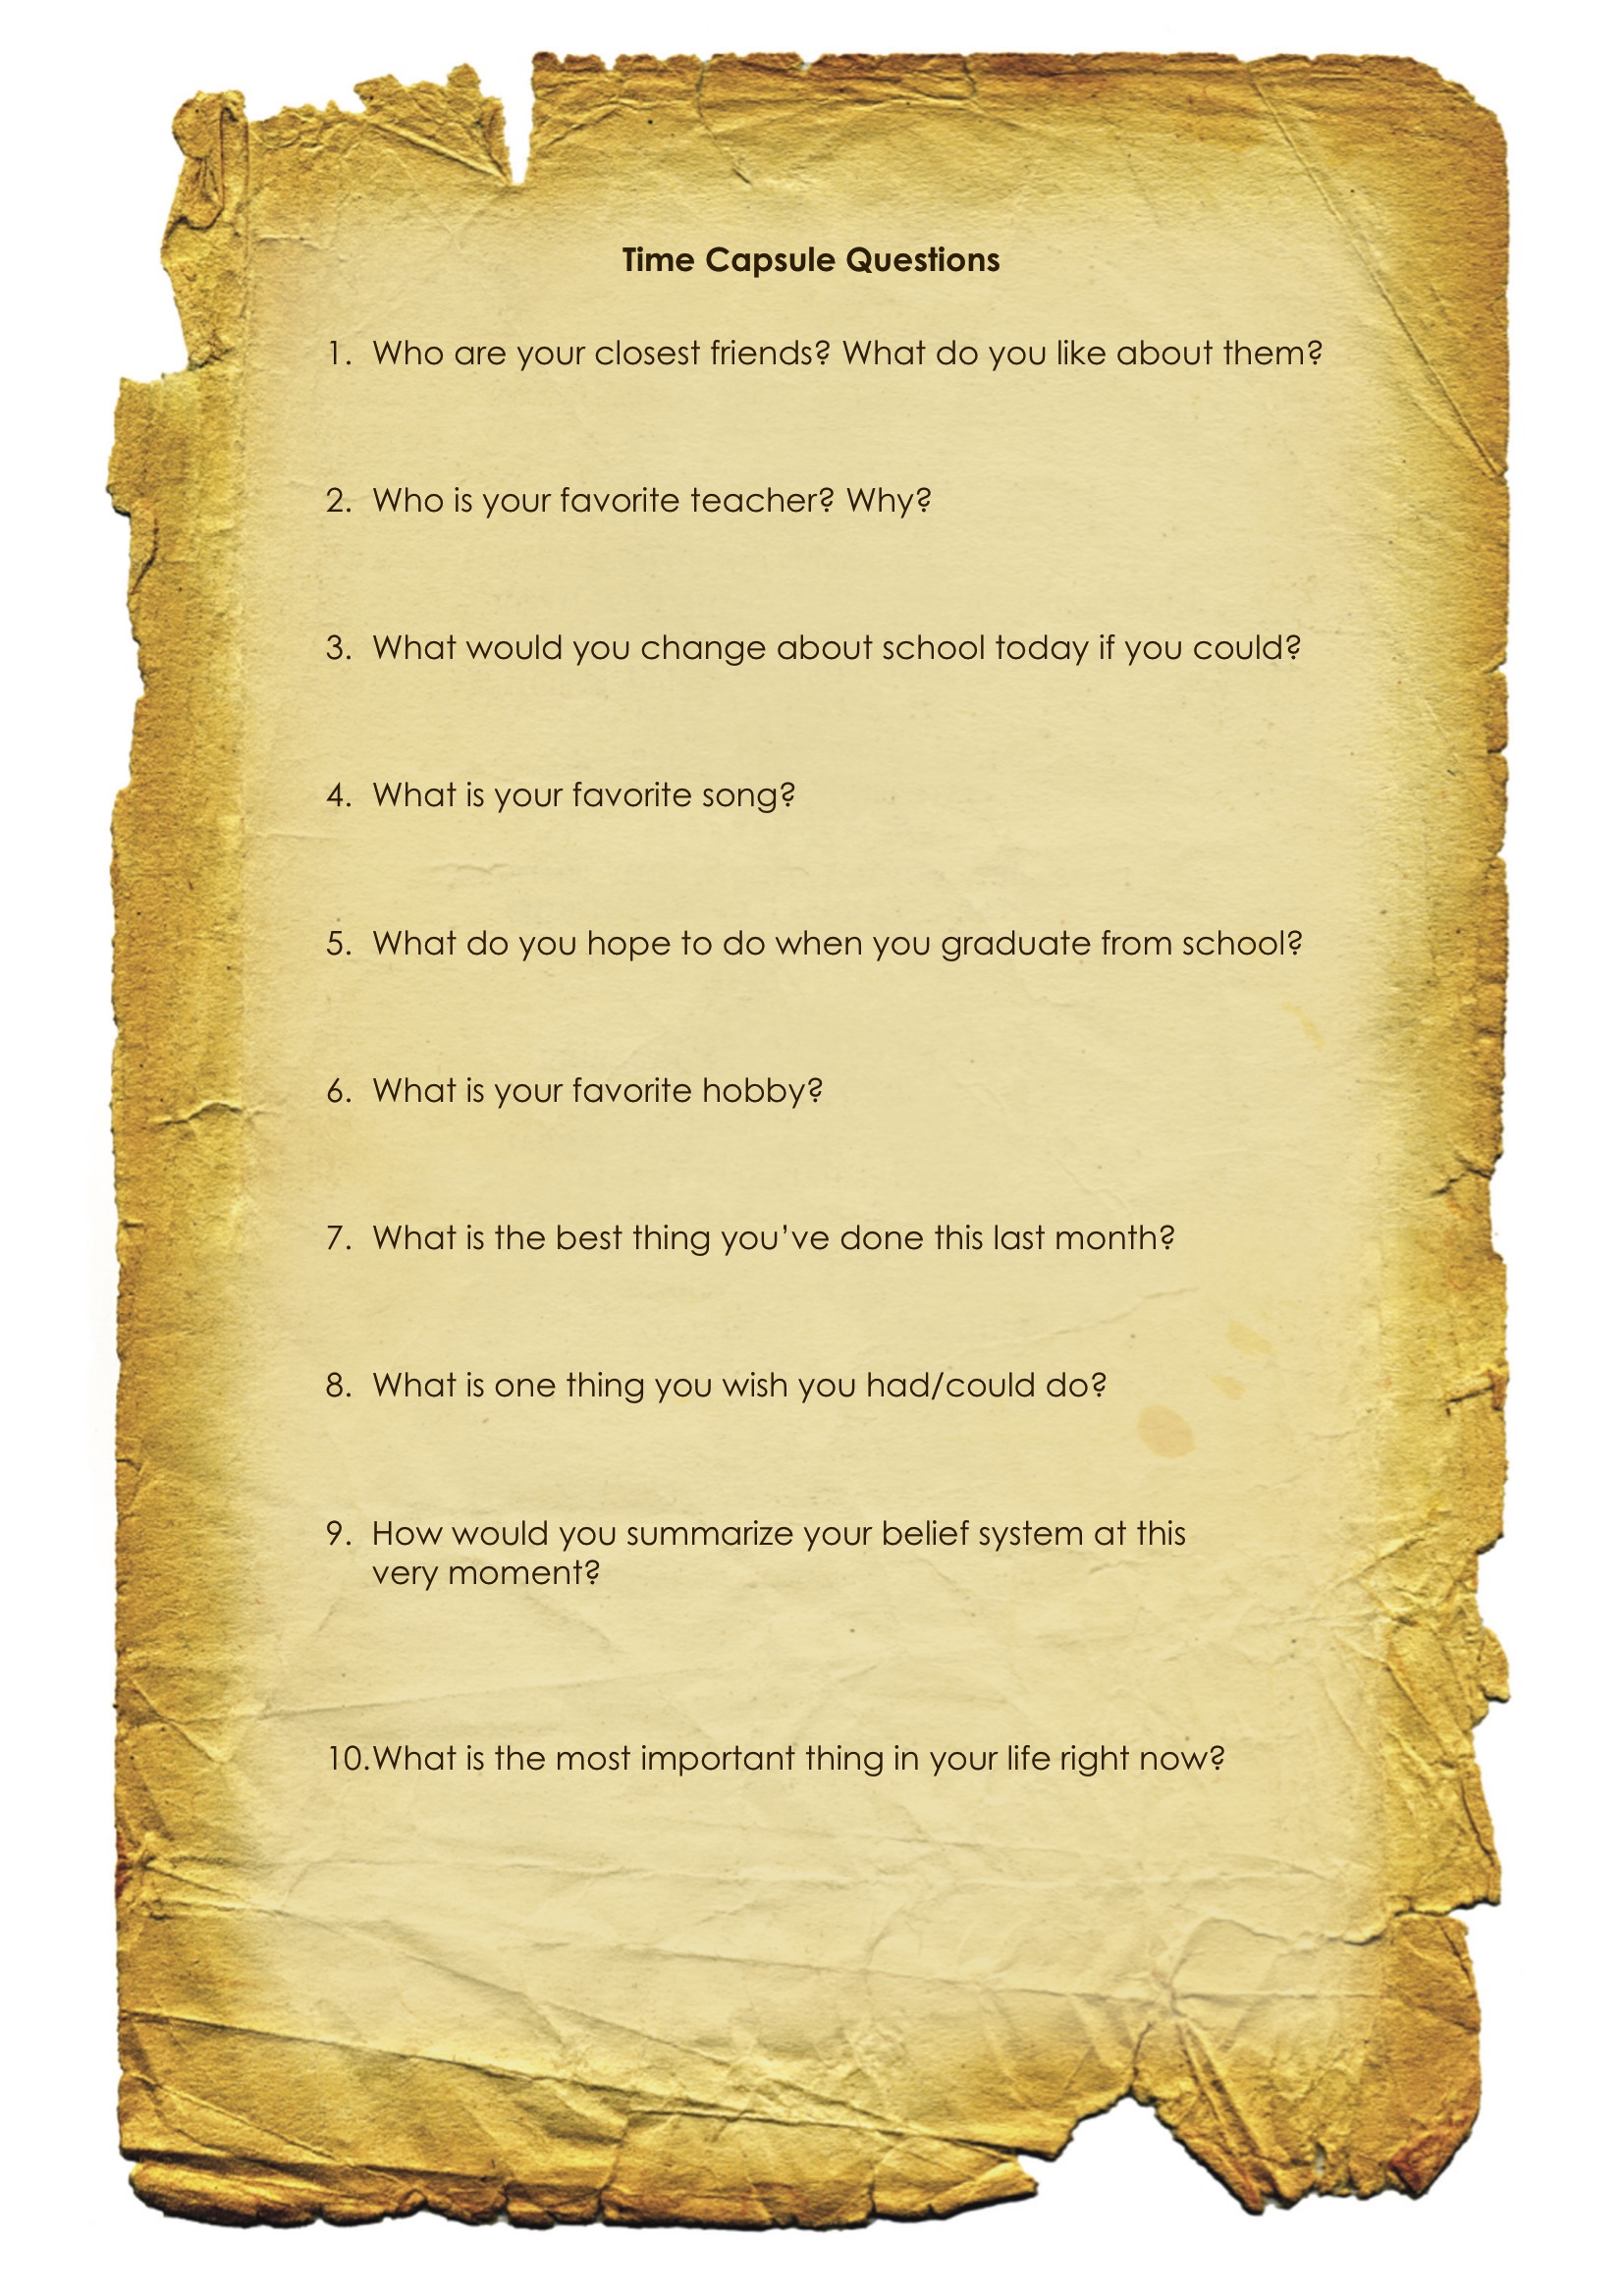 Time Capsule Questions
1. Who are your closest friends? What do you like about them?
2. Who is your favorite teacher? Why?
3. What would you change about school today if you could?
4. What is your favorite song?
5. What do you hope to do when you graduate from school?
6. What is your favorite hobby?
7. What is the best thing you’ve done this last month?
8. What is one thing you wish you had/could do?
9. How would you summarize your belief system at this
very moment?
10.What is the most important thing in your life right now?